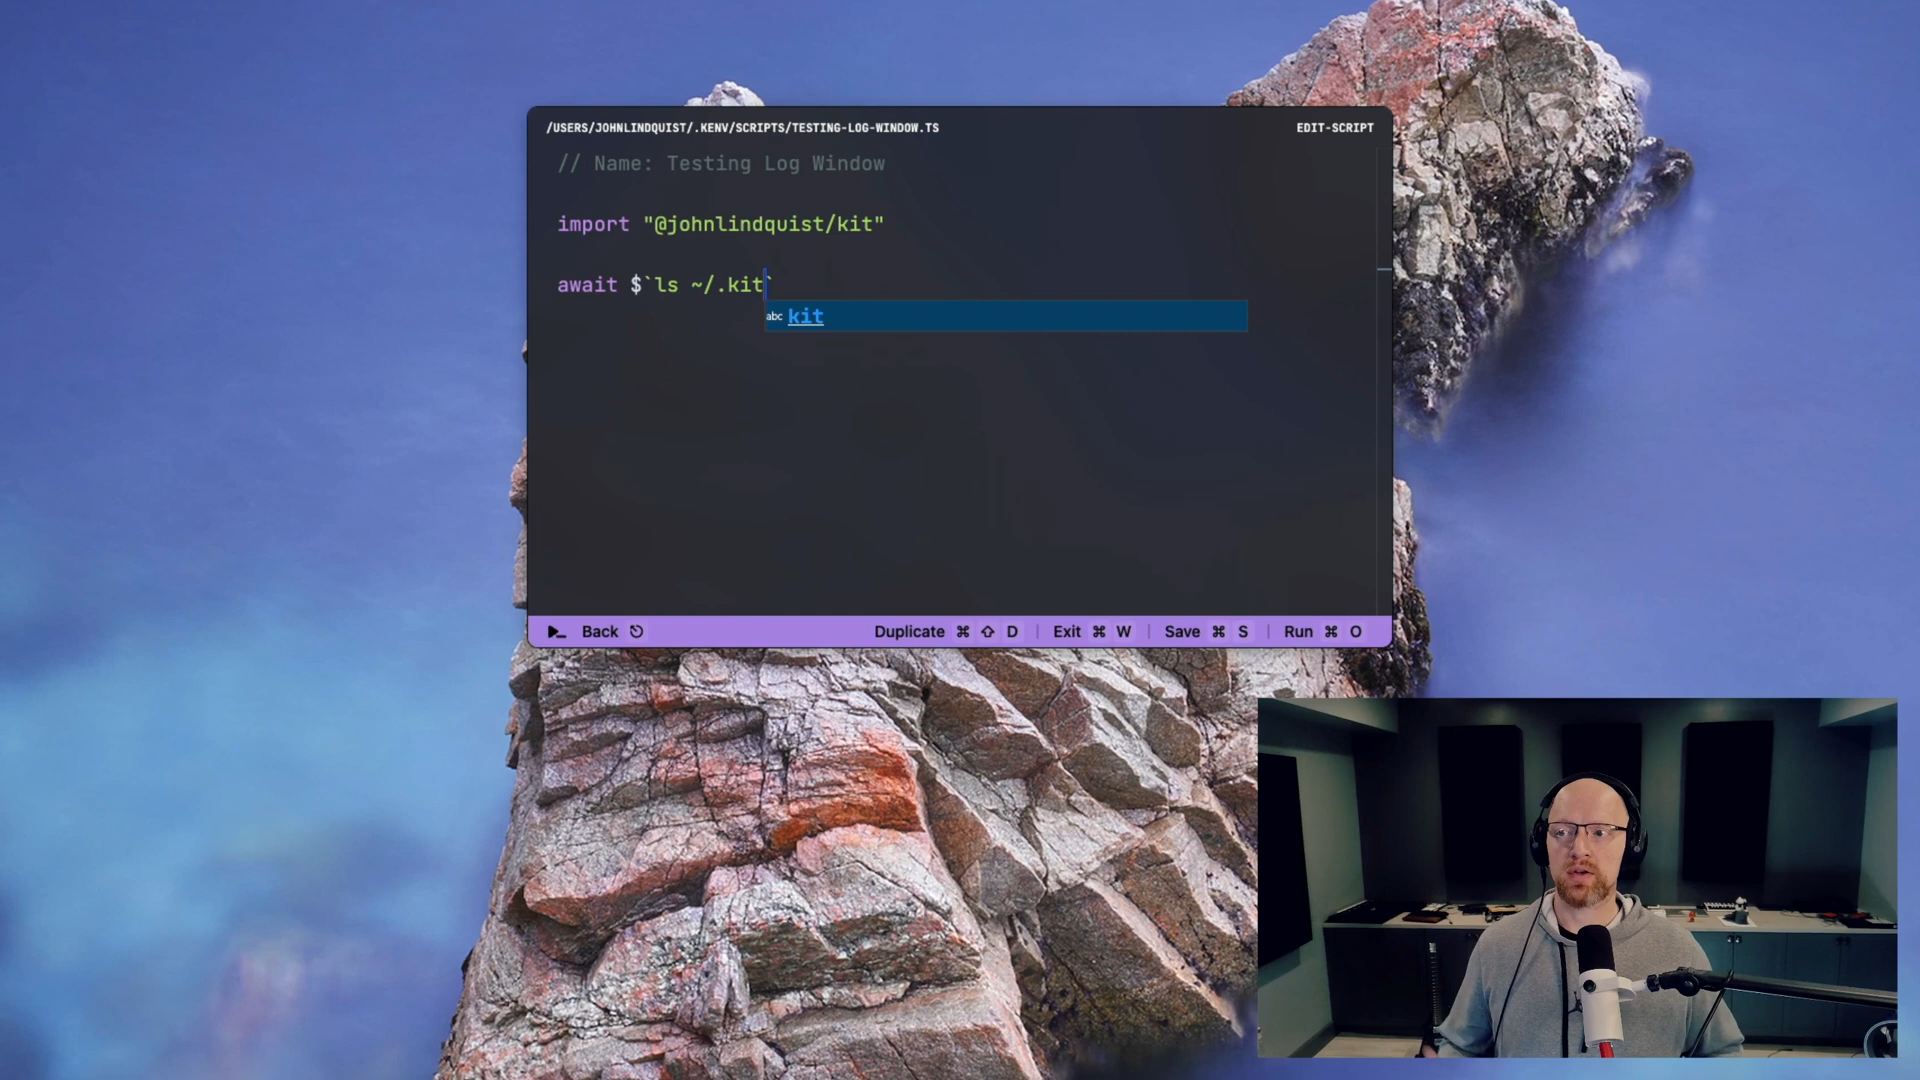 /USERS/JOHNLINDQUIST/.KENV/SCRIPTS/TESTING-LOG-WINDOW.TS EDIT-SCRIPT
// Name: Testing Log Window
import "@johnlindquist/kit"
await $`ls ~/.kit`
abc kit
Back Duplicate ⌘ ⇧ D | Exit ⌘ W | Save ⌘ S | Run ⌘ O